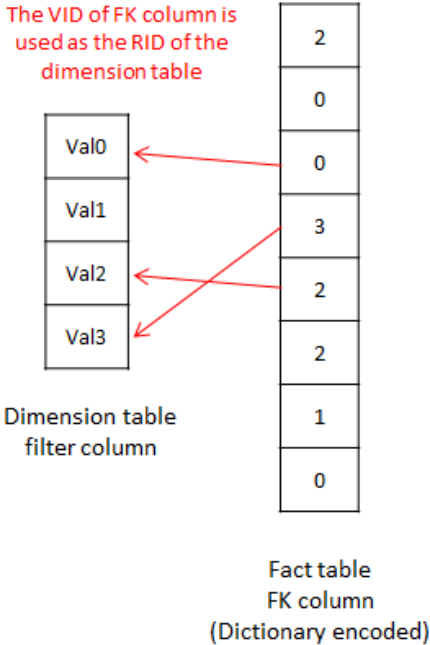 The VID of FK column is
used as the RID of the
dimension table
Val0
Val1
Val2
Val3
Dimension table
filter column
2
0
0
3
2
2
1
0
Fact table
FK column
(Dictionary encoded)